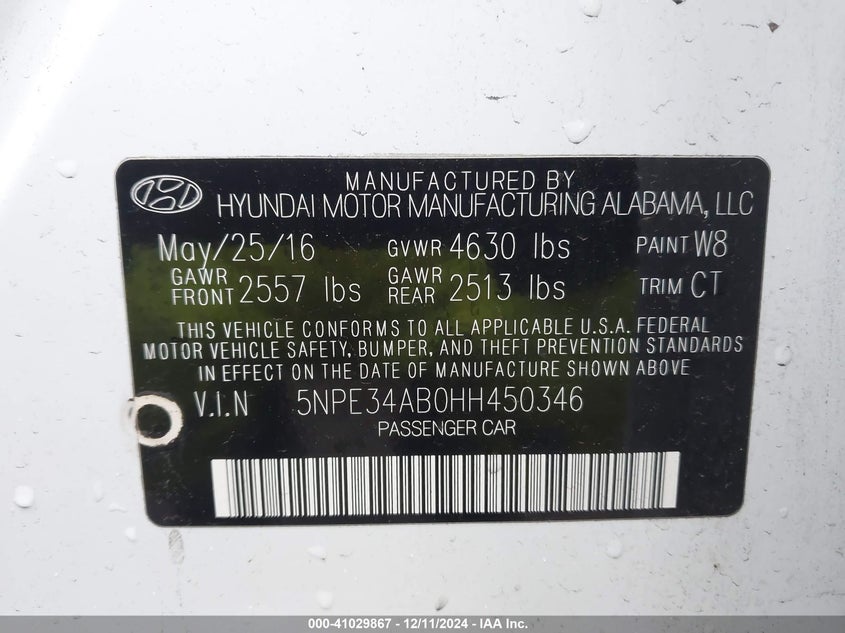 MANUFACTURED BY
HYUNDAI MOTOR MANUFACTURING ALABAMA, LLC
May/25/16 GVWR 4630 lbs PAINT W8
GAWR FRONT 2557 lbs GAWR REAR 2513 lbs TRIM CT
THIS VEHICLE CONFORMS TO ALL APPLICABLE U.S.A. FEDERAL
MOTOR VEHICLE SAFETY, BUMPER, AND THEFT PREVENTION STANDARDS
IN EFFECT ON THE DATE OF MANUFACTURE SHOWN ABOVE
V.I.N 5NPE34AB0HH450346
PASSENGER CAR
000-41029867 - 12/11/2024 - IAA Inc.